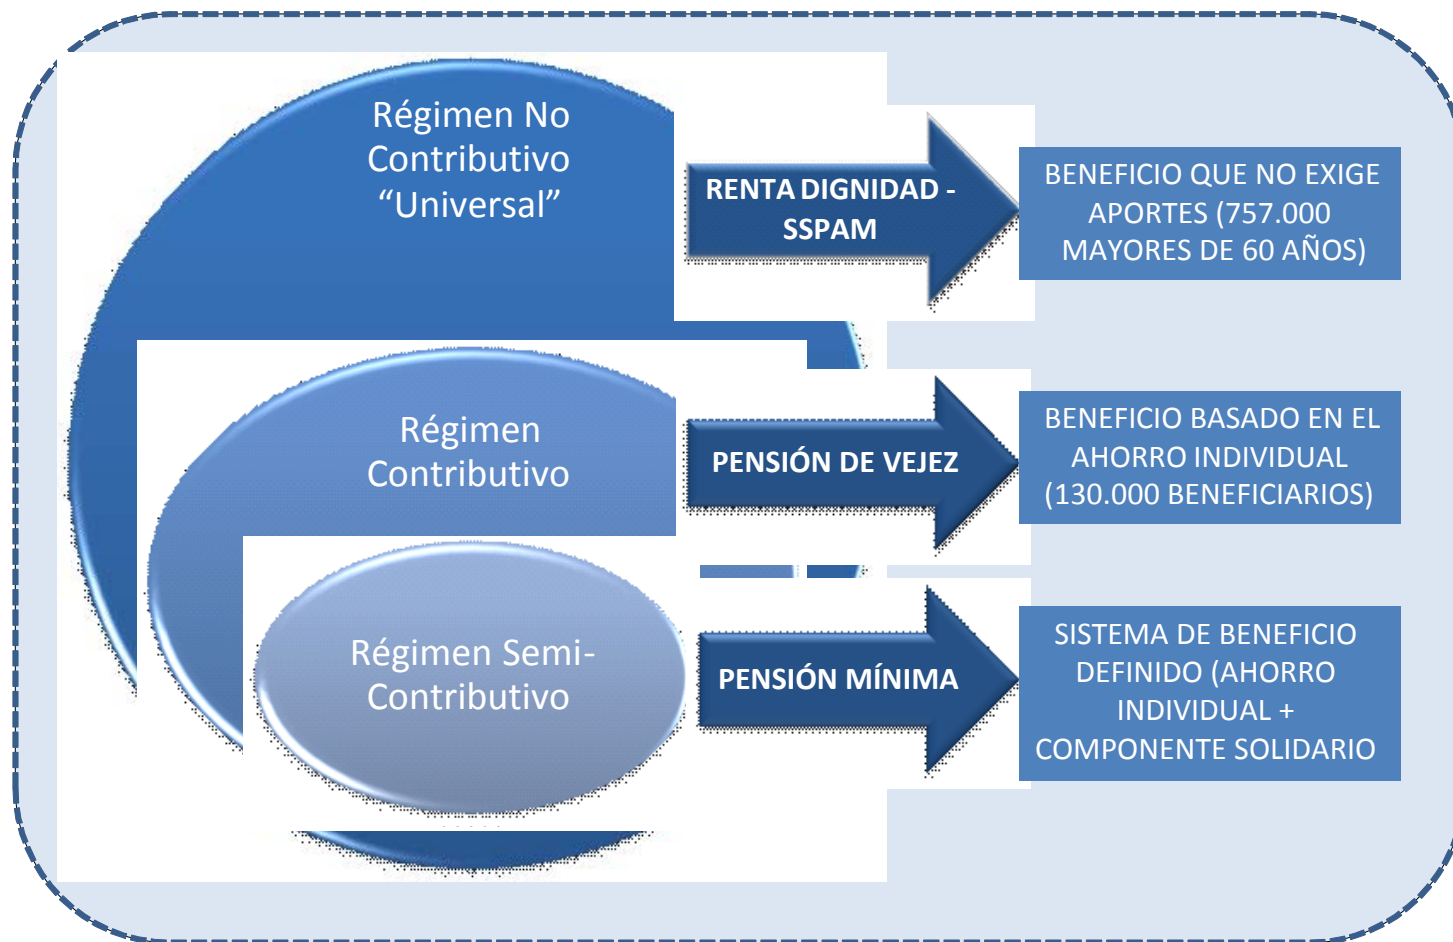 Régimen No
Contributivo
“Universal”
RENTA DIGNIDAD -
SSPAM
BENEFICIO QUE NO EXIGE
APORTES (757.000
MAYORES DE 60 AÑOS)
Régimen
Contributivo
PENSIÓN DE VEJEZ
BENEFICIO BASADO EN EL
AHORRO INDIVIDUAL
(130.000 BENEFICIARIOS)
Régimen Semi-
Contributivo
PENSIÓN MÍNIMA
SISTEMA DE BENEFICIO
DEFINIDO (AHORRO
INDIVIDUAL +
COMPONENTE SOLIDARIO